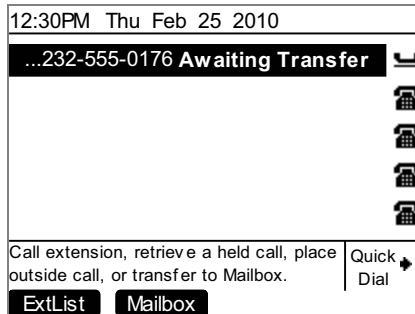 12:30PM Thu Feb 25 2010
...232-555-0176 Awaiting Transfer
Call extension, retrieve a held call, place
outside call, or transfer to Mailbox.
Quick
Dial
ExtList Mailbox